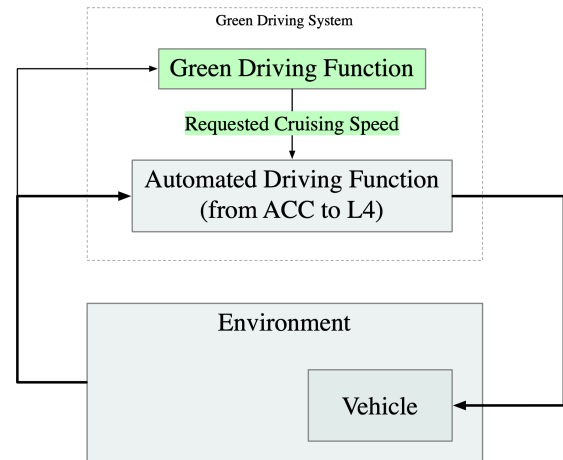 Green Driving System
Green Driving Function
Requested Cruising Speed
Automated Driving Function
(from ACC to L4)
Environment
Vehicle